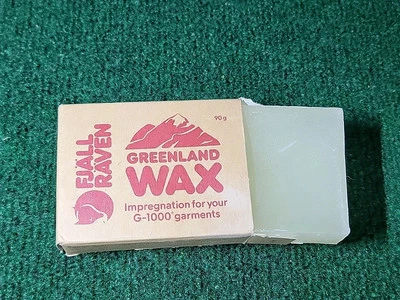 90g
FJÄLL
RÄVEN
GREENLAND
WAX
Impregnation for your
G-1000® garments